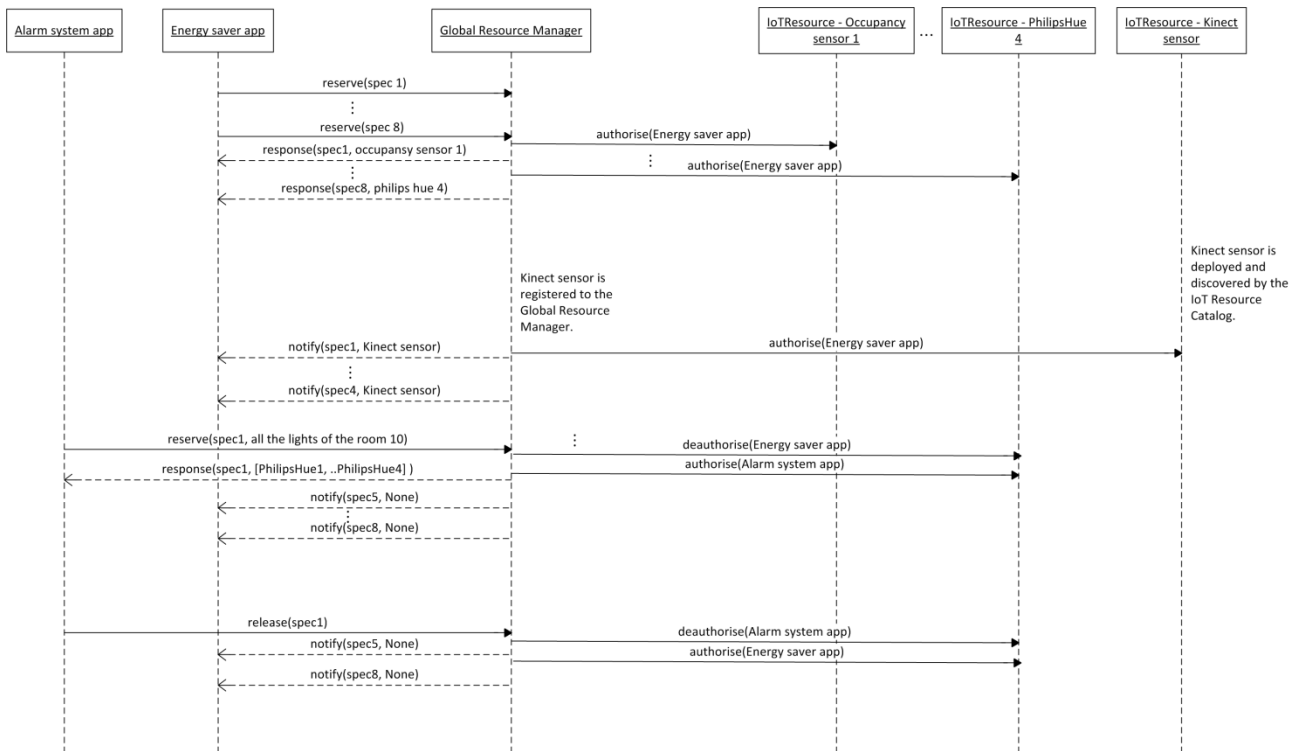 Alarm system app
Energy saver app
Global Resource Manager
IoTResource - Occupancy
sensor 1
...
IoTResource - PhilipsHue
4
IoTResource - Kinect
sensor
reserve(spec 1)
...
reserve(spec 8)
authorise(Energy saver app)
response(spec1, occupansy sensor 1)
...
...
authorise(Energy saver app)
response(spec8, philips hue 4)
Kinect sensor is
deployed and
discovered by the
IoT Resource
Catalog.
Kinect sensor is
registered to the
Global Resource
Manager.
notify(spec1, Kinect sensor)
authorise(Energy saver app)
...
notify(spec4, Kinect sensor)
reserve(spec1, all the lights of the room 10)
...
deauthorise(Energy saver app)
response(spec1, [PhilipsHue1, ..PhilipsHue4] )
authorise(Alarm system app)
notify(spec5, None)
...
notify(spec8, None)
release(spec1)
deauthorise(Alarm system app)
notify(spec5, None)
authorise(Energy saver app)
notify(spec8, None)